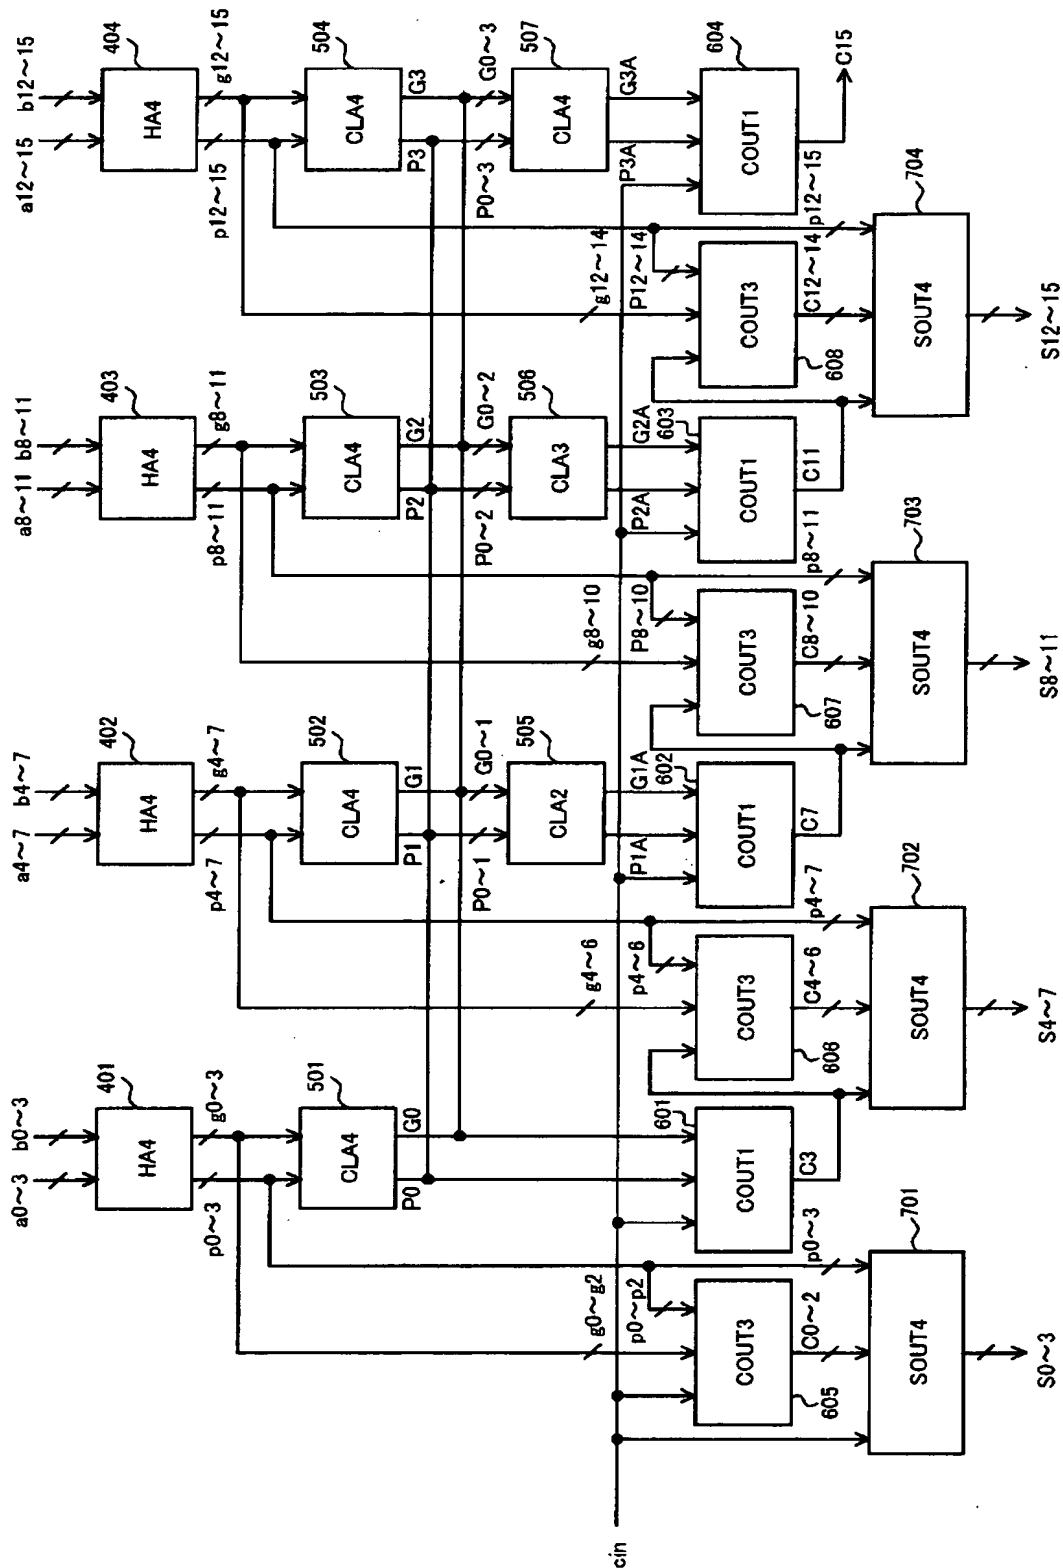 a0~3
b0~3
a4~7
b4~7
a8~11
b8~11
a12~15
b12~15
401
402
403
404
HA4
HA4
HA4
HA4
p0~3
g0~3
p4~7
g4~7
p8~11
g8~11
p12~15
g12~15
501
502
503
504
CLA4
CLA4
CLA4
CLA4
P0
G0
P1
G1
P2
G2
P3
G3
P0~1
G0~1
P0~2
G0~2
P0~3
G0~3
505
506
507
CLA2
CLA3
CLA4
g0~g2
p0~p2
g4~6
p4~6
P1A
G1A
g8~10
P8~10
P2A
G2A
g12~14
P12~14
P3A
G3A
cin
601
602
603
604
COUT3
COUT1
COUT3
COUT1
COUT3
COUT1
COUT3
COUT1
605
606
607
608
C0~2
p0~3
C3
C4~6
p4~7
C7
C8~10
p8~11
C11
C12~14
p12~15
C15
701
702
703
704
SOUT4
SOUT4
SOUT4
SOUT4
S0~3
S4~7
S8~11
S12~15